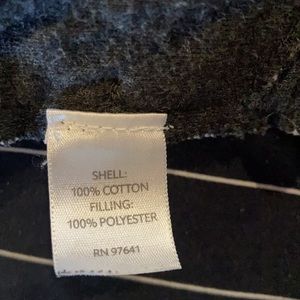 SHELL:
100% COTTON
FILLING:
100% POLYESTER
RN 97641